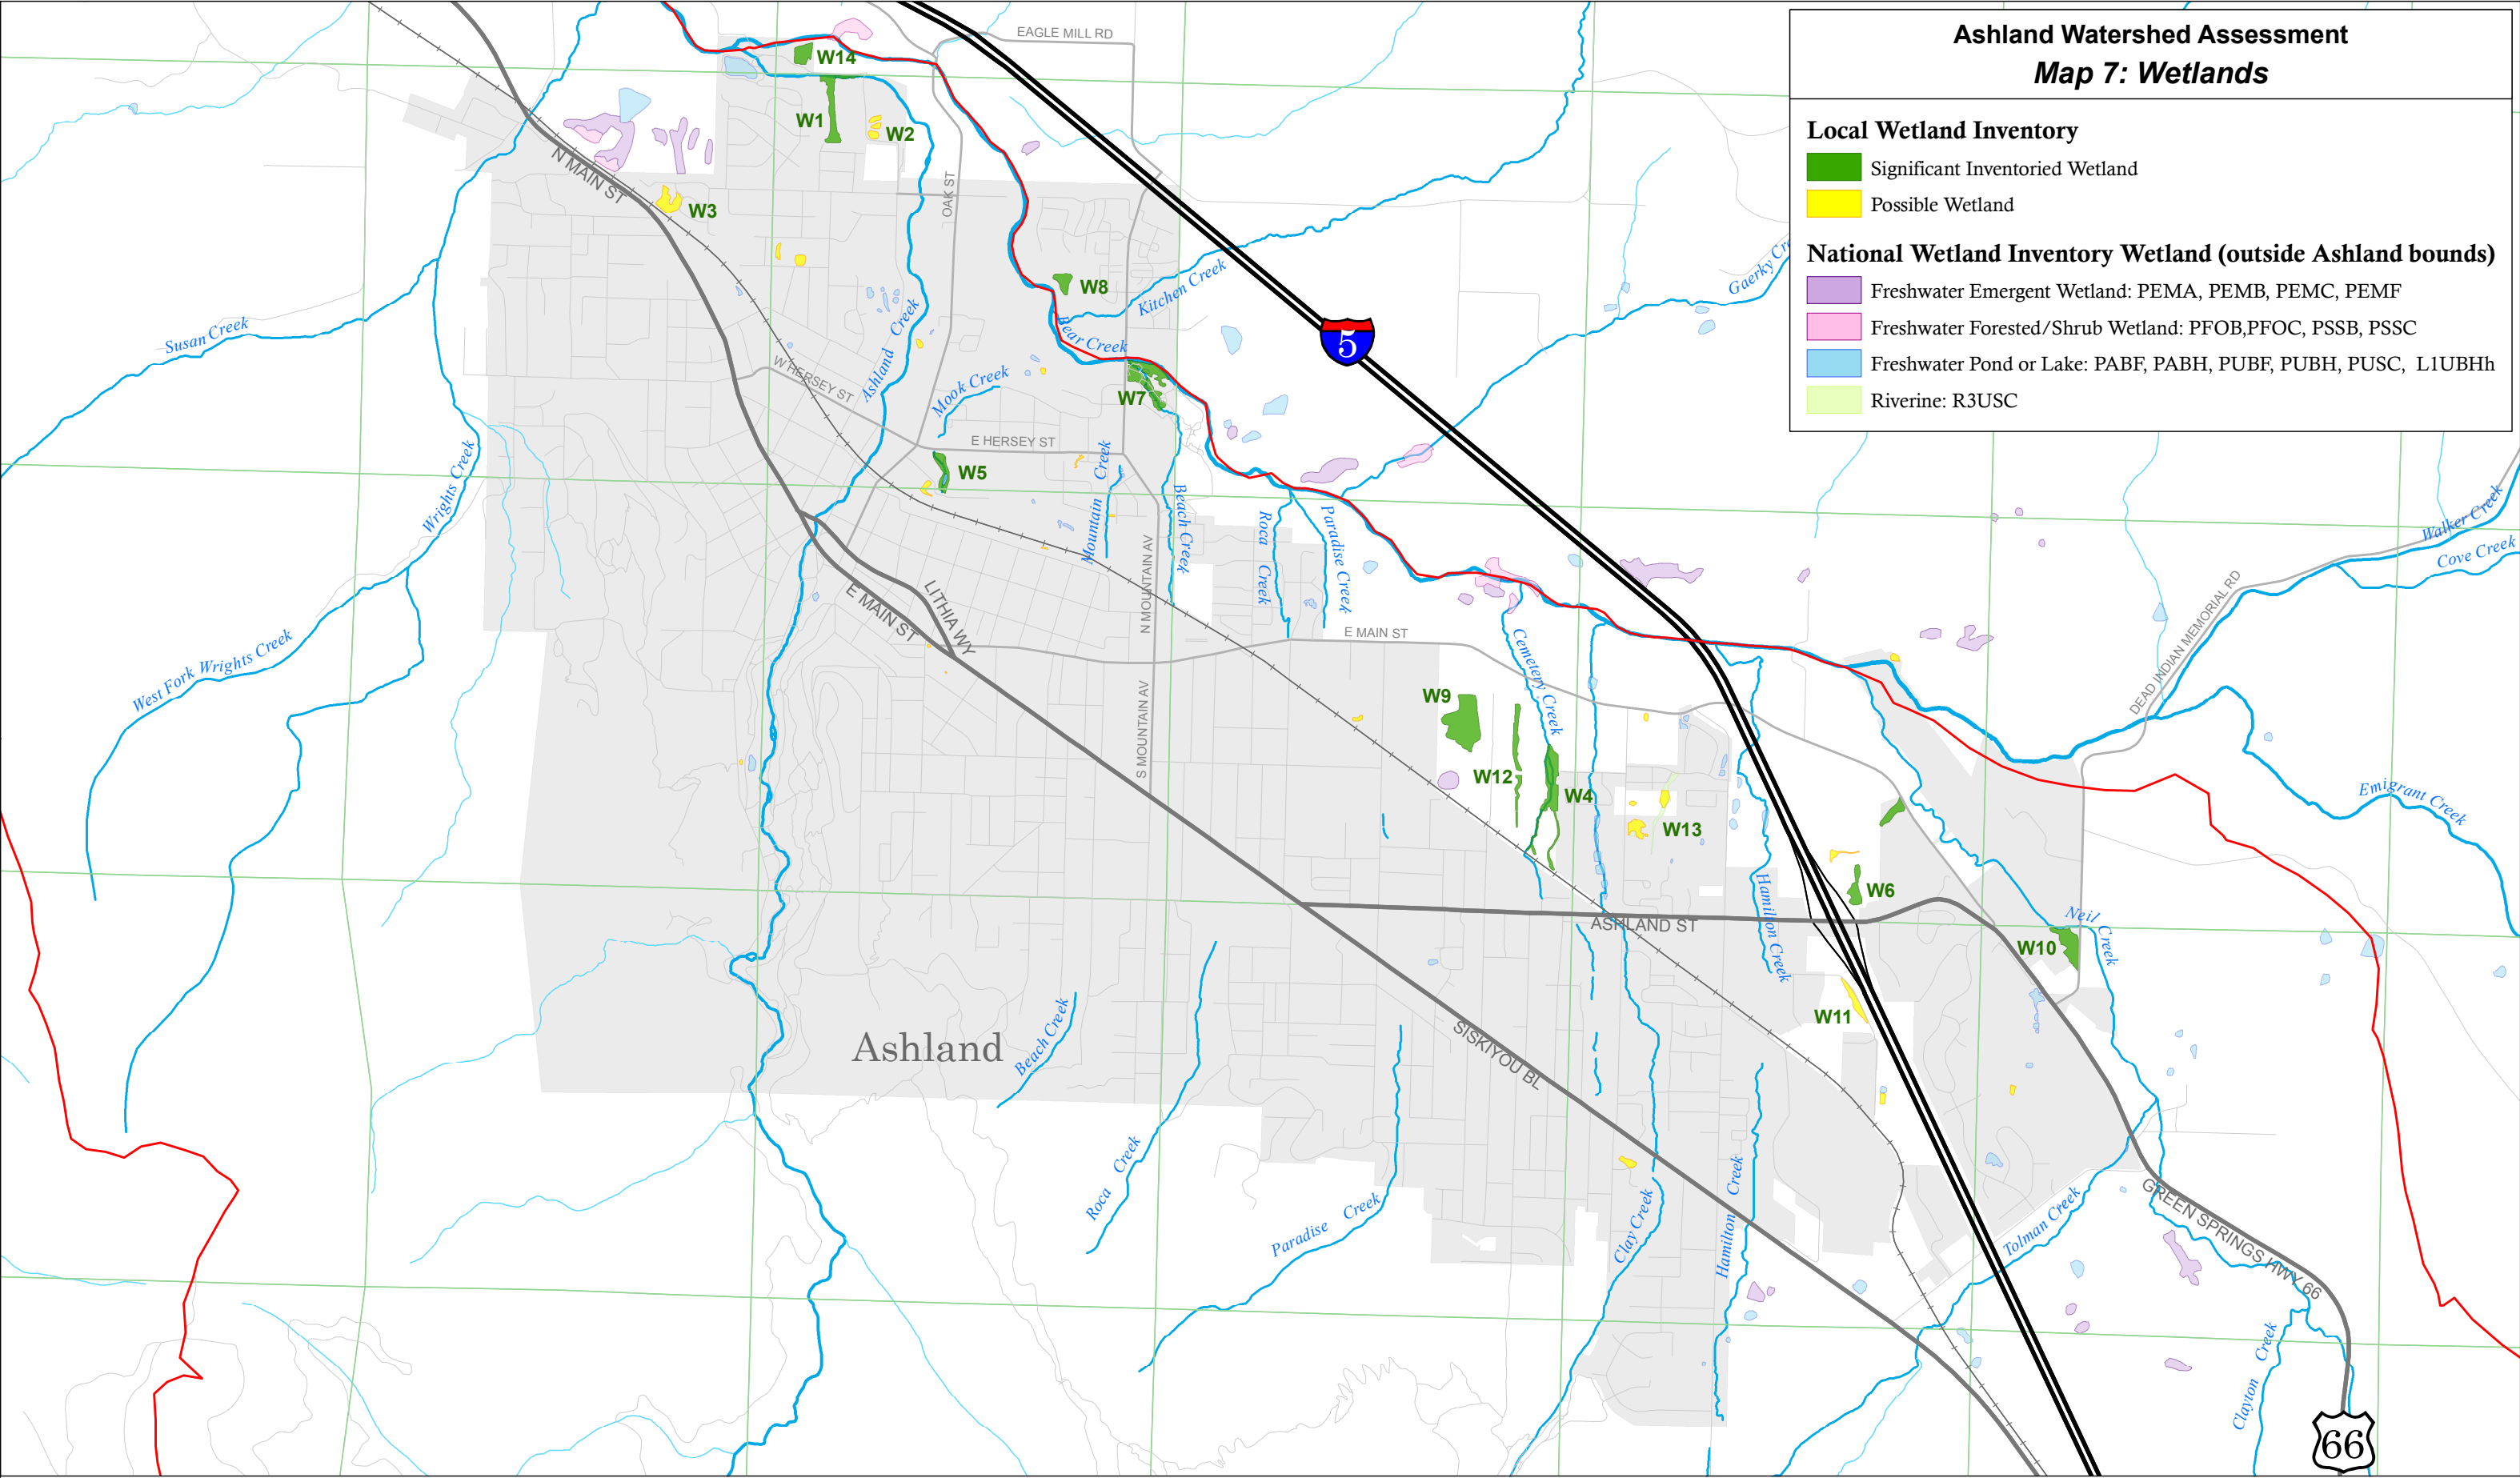 Ashland Watershed Assessment
Map 7: Wetlands
Local Wetland Inventory
Significant Inventoried Wetland
Possible Wetland
National Wetland Inventory Wetland (outside Ashland bounds)
Freshwater Emergent Wetland: PEMA, PEMB, PEMC, PEMF
Freshwater Forested/Shrub Wetland: PFOB,PFOC, PSSB, PSSC
Freshwater Pond or Lake: PABF, PABH, PUBF, PUBH, PUSC, L1UBHh
Riverine: R3USC
EAGLE MILL RD
W14
W1
W2
N MAIN ST
OAK ST
W3
W8
Kitchen Creek
Gaerky Cre
Susan Creek
Bear Creek
5
Ashland Creek
W HERSEY ST
Mook Creek
W7
E HERSEY ST
W5
Wrights Creek
Mountain Creek
Beach Creek
Roca Creek
Paradise Creek
Walker Creek
Cove Creek
N MOUNTAIN AV
LITHIA WY
E MAIN ST
E MAIN ST
DEAD INDIAN MEMORIAL RD
West Fork Wrights Creek
Cemetery Creek
S MOUNTAIN AV
W9
W12
W4
W13
Emigrant Creek
W6
Hamilton Creek
ASHLAND ST
Neil Creek
W10
W11
Ashland
Beach Creek
SISKIYOU BL
Roca Creek
Paradise Creek
Clay Creek
Hamilton Creek
Tolman Creek
GREEN SPRINGS HWY 66
Clayton Creek
66